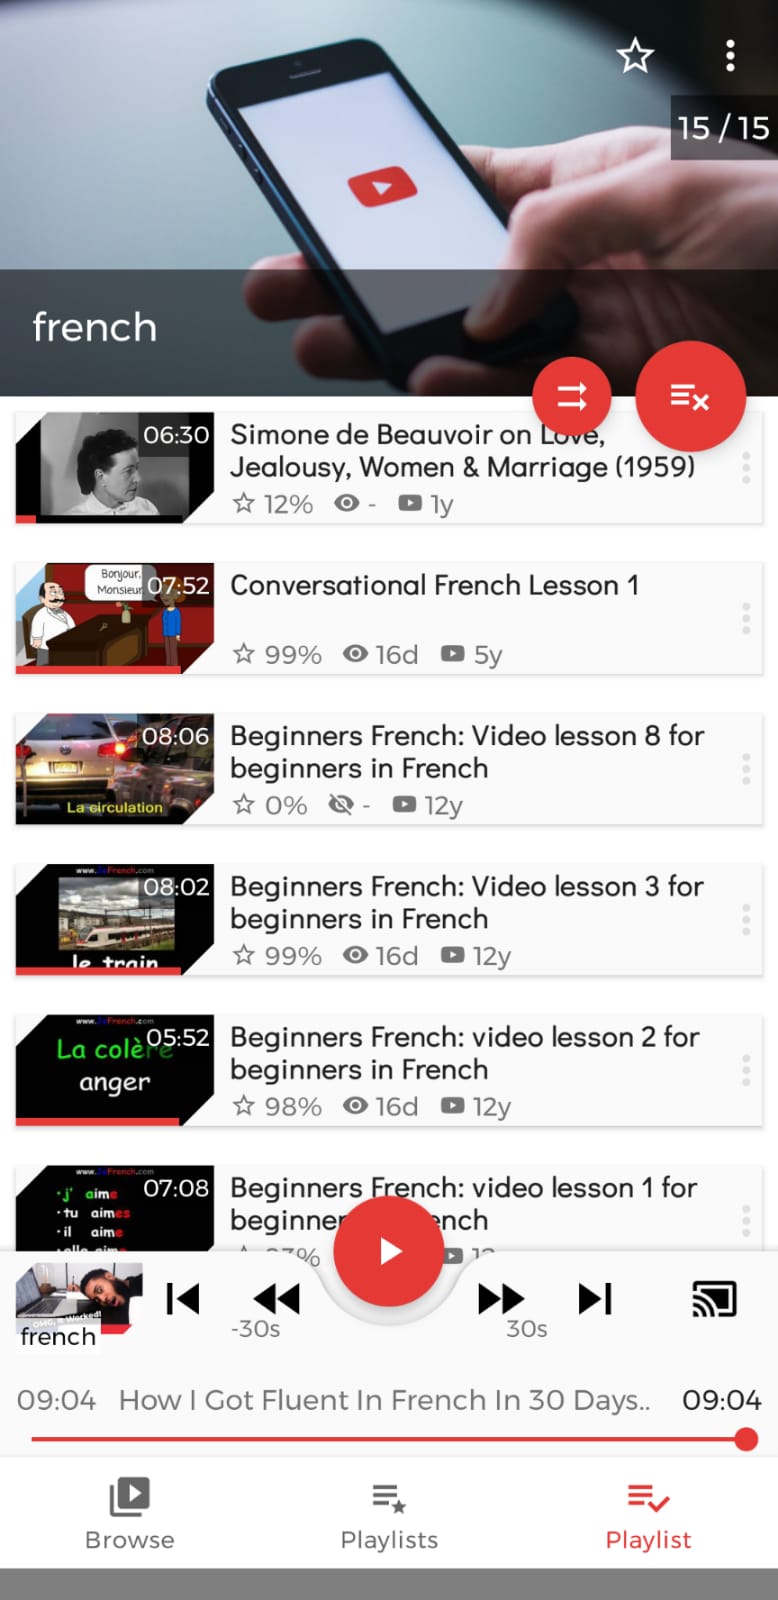 15 / 15
french
06:30
Simone de Beauvoir on Love,
Jealousy, Women & Marriage (1959)
12% - 1y
Bonjour,
Monsieur
07:52
Conversational French Lesson 1
99% 16d 5y
08:06
La circulation
Beginners French: Video lesson 8 for
beginners in French
0% - 12y
08:02
le train
Beginners French: Video lesson 3 for
beginners in French
99% 16d 12y
05:52
La colère
anger
Beginners French: video lesson 2 for
beginners in French
98% 16d 12y
07:08
• j' aime
• tu aimes
• il aime
Beginners French: video lesson 1 for
french
-30s
30s
09:04 How I Got Fluent In French In 30 Days.. 09:04
Browse
Playlists
Playlist